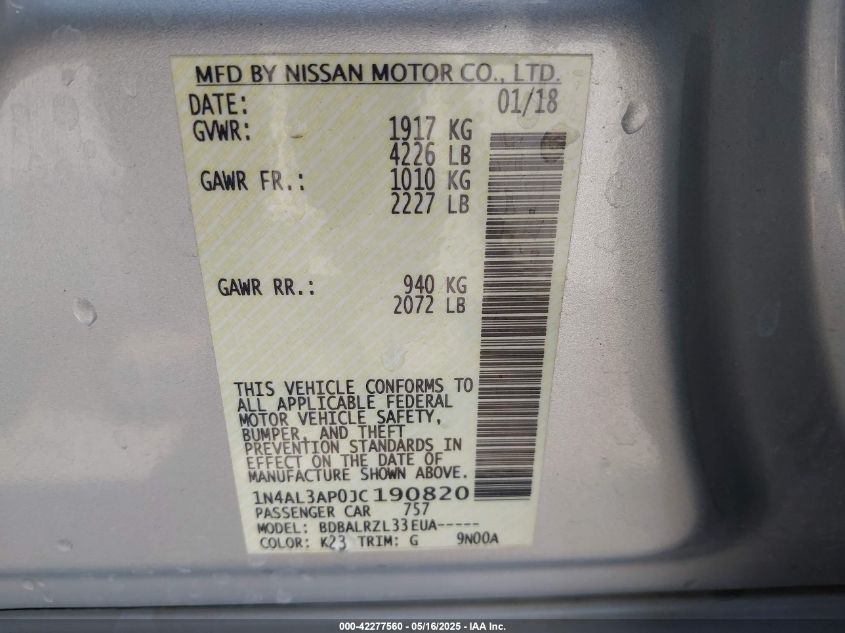 MFD BY NISSAN MOTOR CO., LTD.
DATE: 01/18
GVWR: 1917 KG
4226 LB
GAWR FR.: 1010 KG
2227 LB
GAWR RR.: 940 KG
2072 LB
THIS VEHICLE CONFORMS TO
ALL APPLICABLE FEDERAL
MOTOR VEHICLE SAFETY,
BUMPER, AND THEFT
PREVENTION STANDARDS IN
EFFECT ON THE DATE OF
MANUFACTURE SHOWN ABOVE.
1N4AL3AP0JC190820
PASSENGER CAR 757
MODEL: BDBALRZL33EUA-----
COLOR: K23 TRIM: G 9N00A
000-42277560 - 05/16/2025 - IAA Inc.